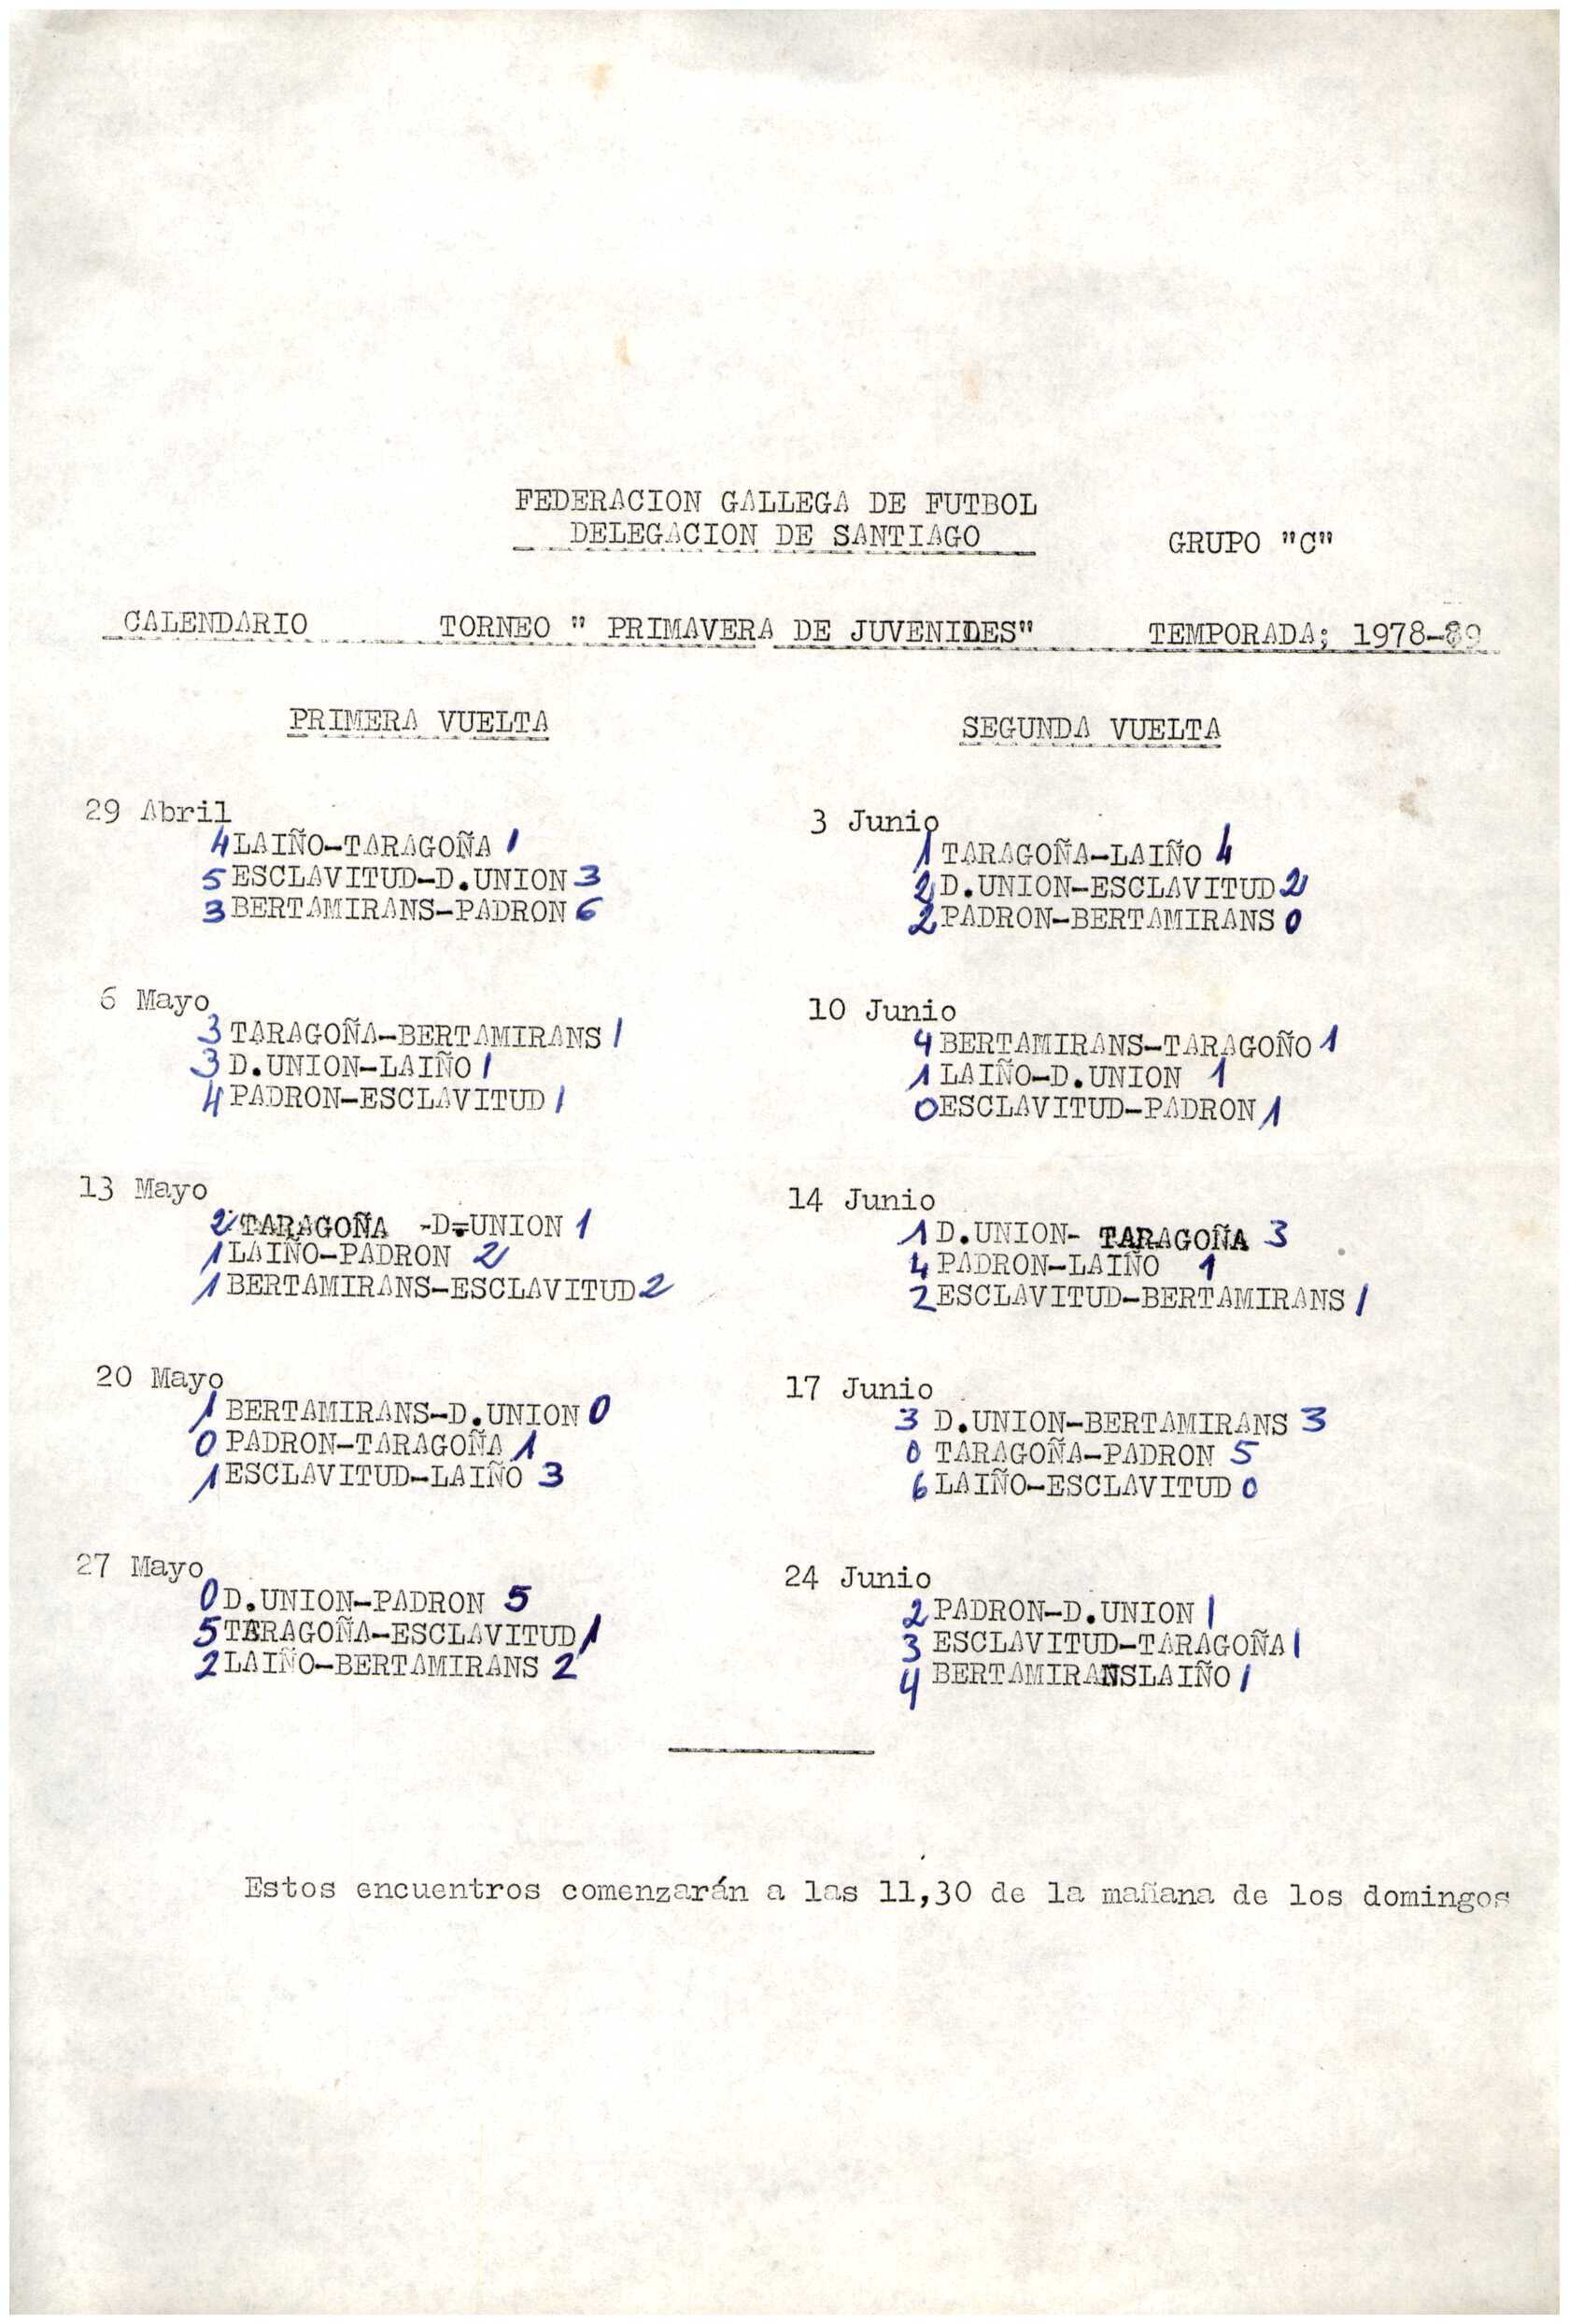 FEDERACION GALLEGA DE FUTBOL
DELEGACION DE SANTIAGO
GRUPO "C"
CALENDARIO TORNEO " PRIMAVERA DE JUVENILES" TEMPORADA; 1978-89
PRIMERA VUELTA
29 Abril
4 LAIÑO-TARAGOÑA 1
5 ESCLAVITUD-D.UNION 3
3 BERTAMIRANS-PADRON 6
6 Mayo
3 TARAGOÑA-BERTAMIRANS 1
3 D.UNION-LAIÑO 1
4 PADRON-ESCLAVITUD 1
13 Mayo
2 TARAGOÑA -D.UNION 1
1 LAIÑO-PADRON 2
1 BERTAMIRANS-ESCLAVITUD 2
20 Mayo
1 BERTAMIRANS-D.UNION 0
0 PADRON-TARAGOÑA 1
1 ESCLAVITUD-LAIÑO 3
27 Mayo
0 D.UNION-PADRON 5
5 TARAGOÑA-ESCLAVITUD 1
2 LAIÑO-BERTAMIRANS 2
SEGUNDA VUELTA
3 Junio
1 TARAGOÑA-LAIÑO 4
2 D.UNION-ESCLAVITUD 2
2 PADRON-BERTAMIRANS 0
10 Junio
4 BERTAMIRANS-TARAGOÑO 1
1 LAIÑO-D.UNION 1
0 ESCLAVITUD-PADRON 1
14 Junio
1 D.UNION- TARAGOÑA 3
4 PADRON-LAIÑO 1
2 ESCLAVITUD-BERTAMIRANS 1
17 Junio
3 D.UNION-BERTAMIRANS 3
0 TARAGOÑA-PADRON 5
6 LAIÑO-ESCLAVITUD 0
24 Junio
2 PADRON-D.UNION 1
3 ESCLAVITUD-TARAGOÑA 1
4 BERTAMIRANSLAIÑO 1
Estos encuentros comenzarán a las 11,30 de la mañana de los domingos